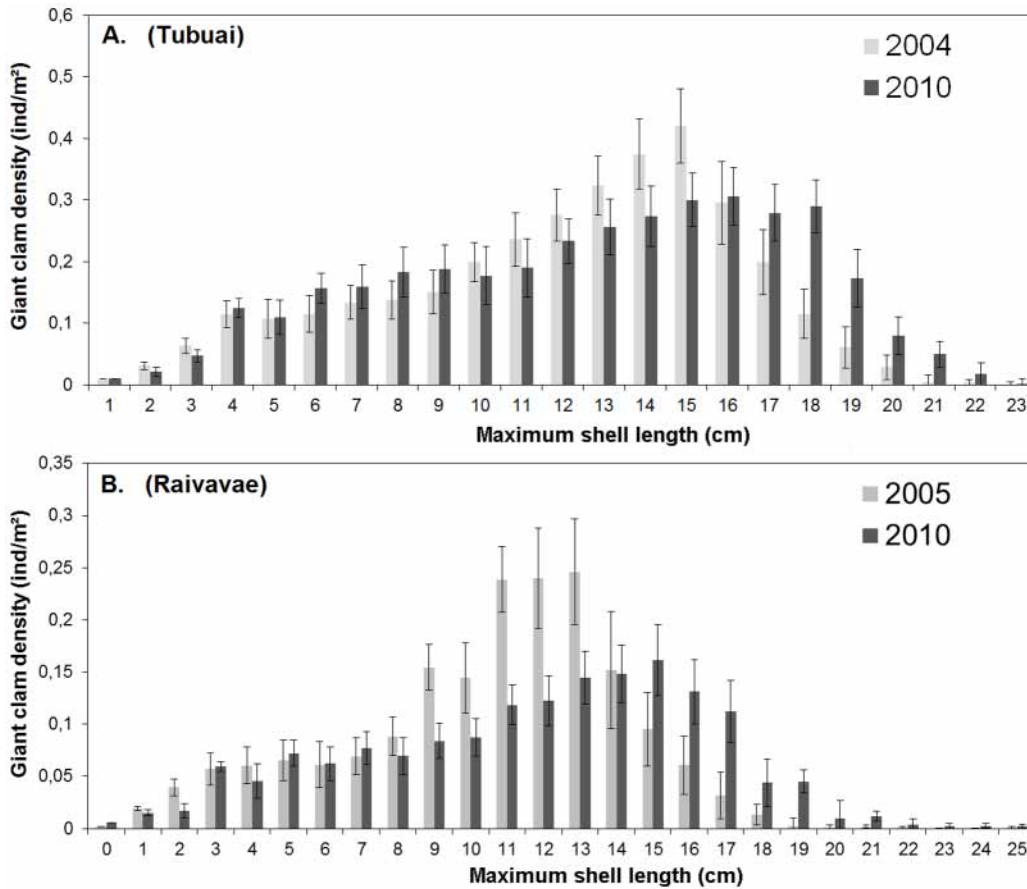 A. (Tubuai)
2004
2010
Giant clam density (ind/m²)
0,6
0,5
0,4
0,3
0,2
0,1
0
1 2 3 4 5 6 7 8 9 10 11 12 13 14 15 16 17 18 19 20 21 22 23
Maximum shell length (cm)
B. (Raivavae)
2005
2010
Giant clam density (ind/m²)
0,35
0,3
0,25
0,2
0,15
0,1
0,05
0
0 1 2 3 4 5 6 7 8 9 10 11 12 13 14 15 16 17 18 19 20 21 22 23 24 25
Maximum shell length (cm)